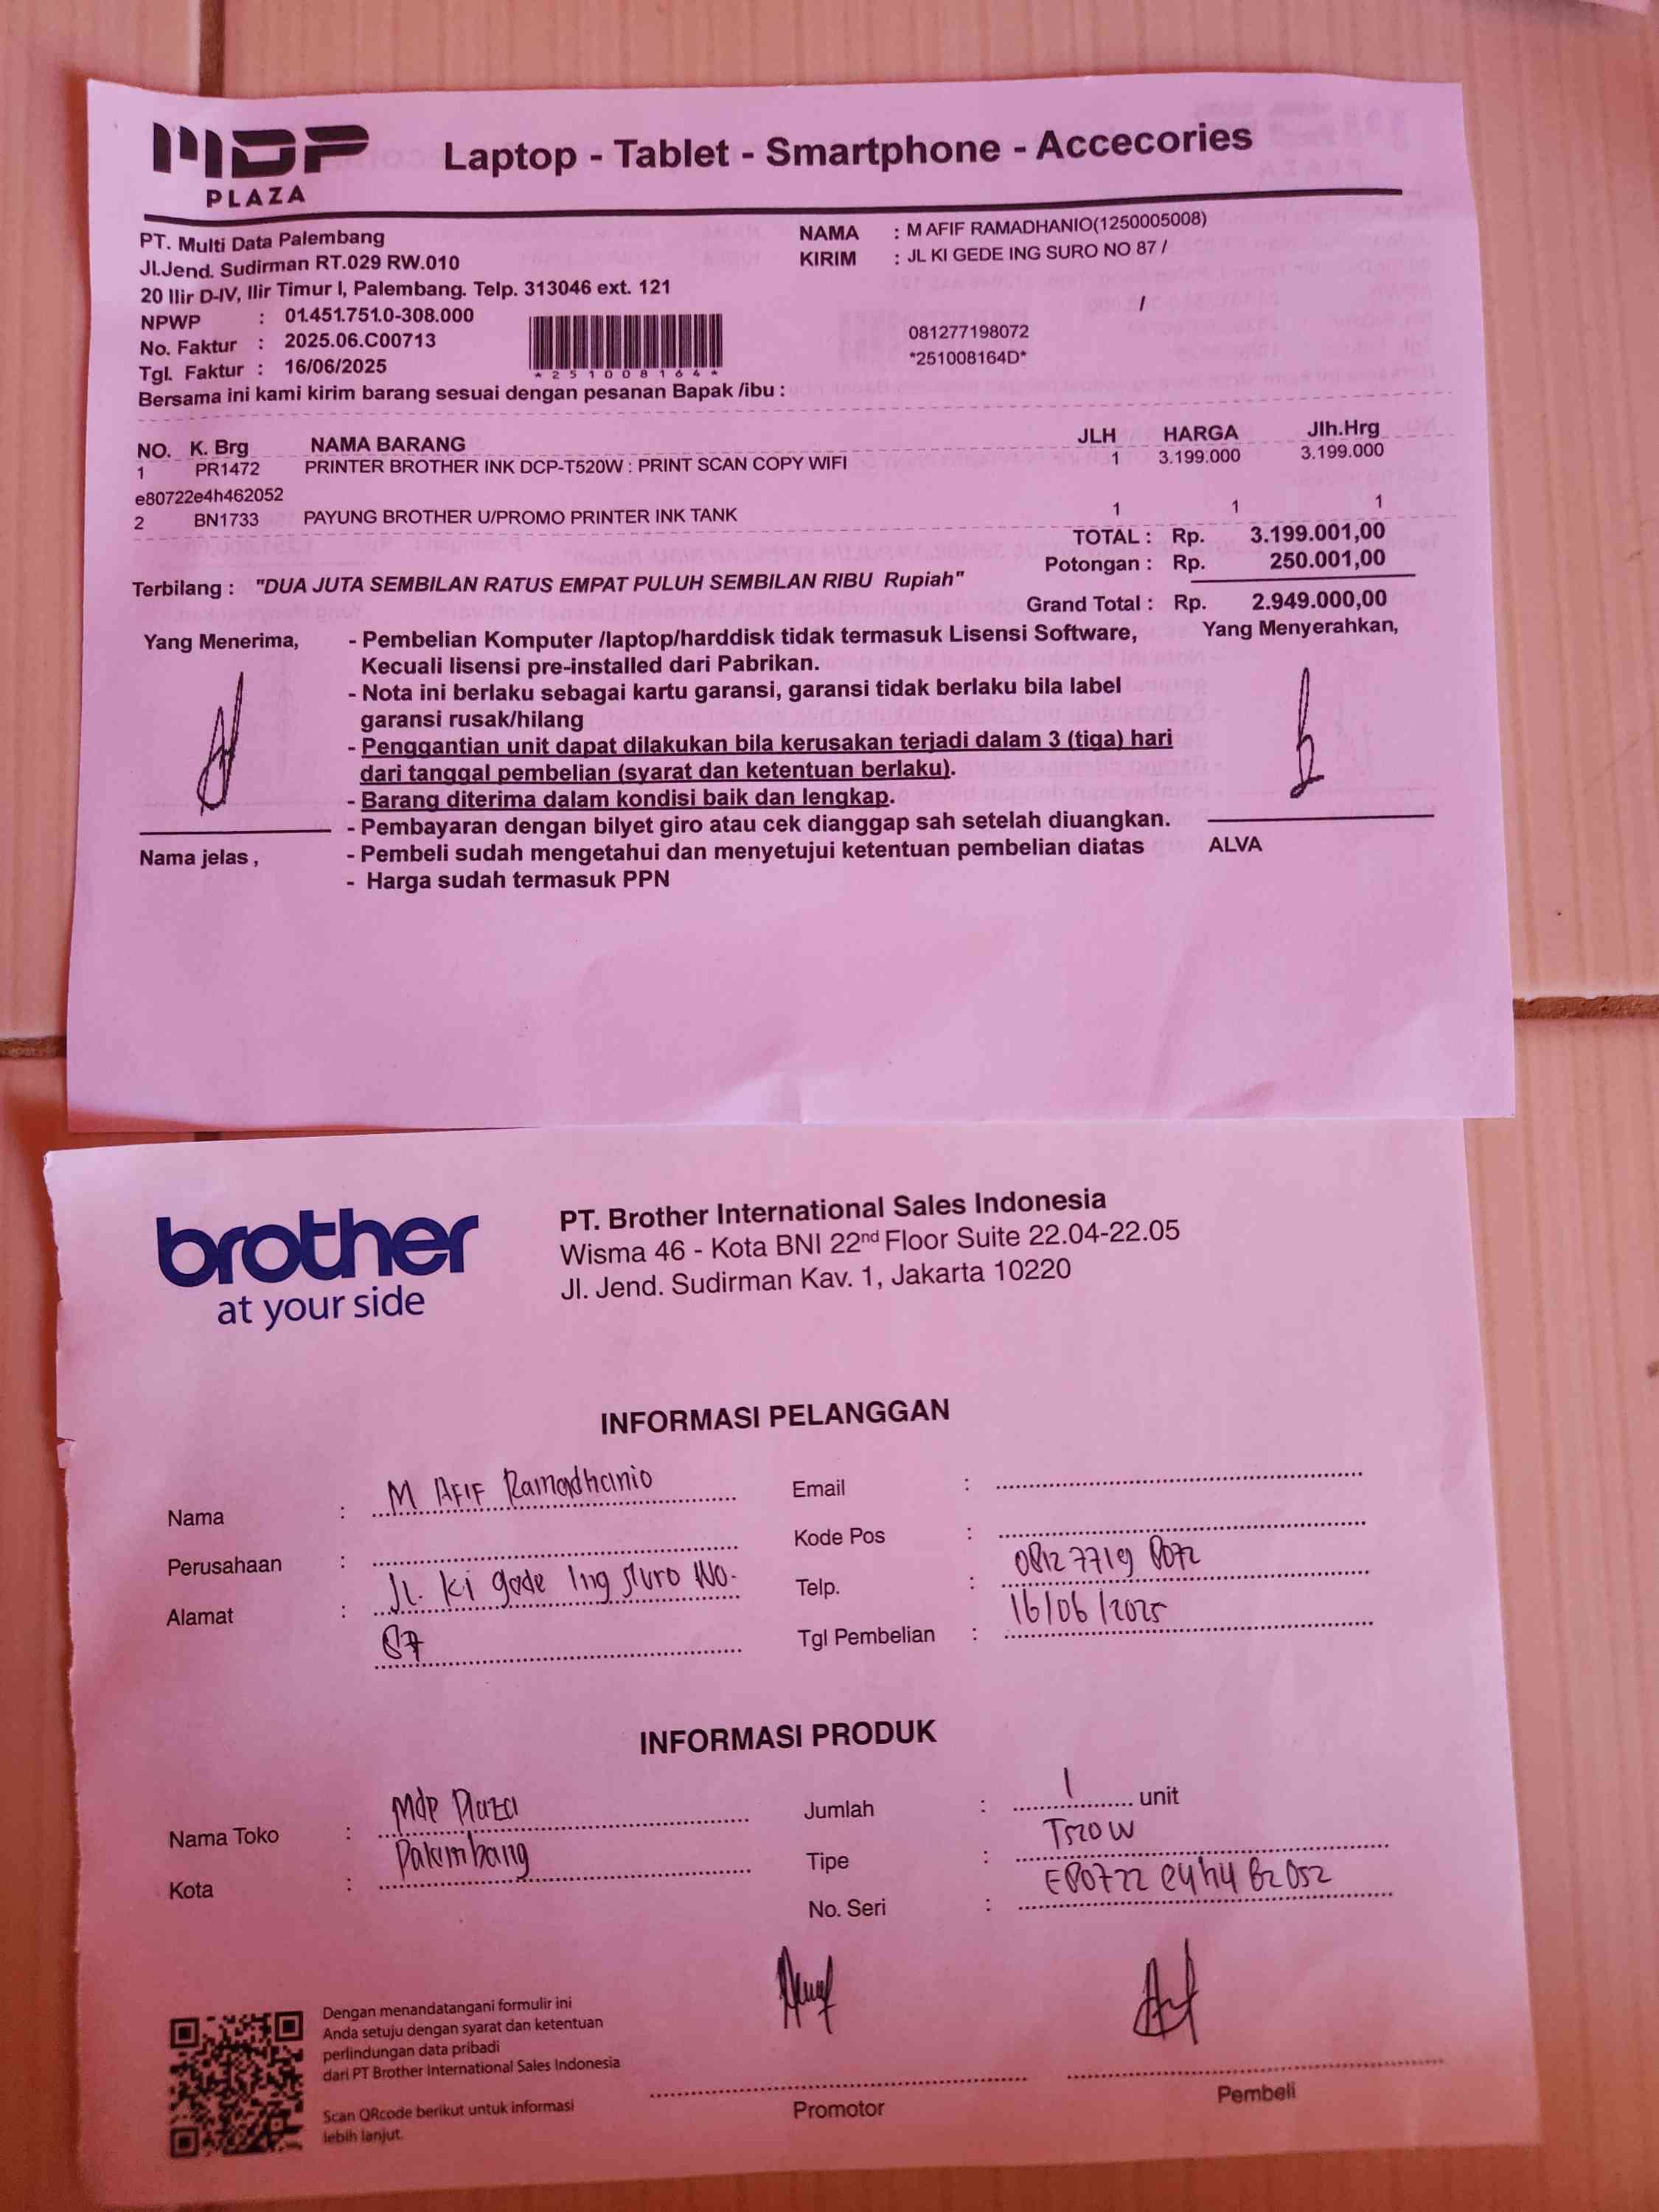 MDP
PLAZA
Laptop - Tablet - Smartphone - Accecories
PT. Multi Data Palembang
Jl.Jend. Sudirman RT.029 RW.010
20 Ilir D-IV, Ilir Timur I, Palembang. Telp. 313046 ext. 121
NPWP : 01.451.751.0-308.000
No. Faktur : 2025.06.C00713
Tgl. Faktur : 16/06/2025
*251008164*
NAMA : M AFIF RAMADHANIO(1250005008)
KIRIM : JL KI GEDE ING SURO NO 87 /
/
081277198072
*251008164D*
Bersama ini kami kirim barang sesuai dengan pesanan Bapak /ibu :
NO. K. Brg NAMA BARANG JLH HARGA Jlh.Hrg
1 PR1472 PRINTER BROTHER INK DCP-T520W : PRINT SCAN COPY WIFI 1 3.199.000 3.199.000
e80722e4h462052
2 BN1733 PAYUNG BROTHER U/PROMO PRINTER INK TANK 1 1 1
TOTAL : Rp. 3.199.001,00
Potongan : Rp. 250.001,00
Terbilang : "DUA JUTA SEMBILAN RATUS EMPAT PULUH SEMBILAN RIBU Rupiah"
Grand Total : Rp. 2.949.000,00
Yang Menerima,
- Pembelian Komputer /laptop/harddisk tidak termasuk Lisensi Software,
Kecuali lisensi pre-installed dari Pabrikan.
- Nota ini berlaku sebagai kartu garansi, garansi tidak berlaku bila label
garansi rusak/hilang
- Penggantian unit dapat dilakukan bila kerusakan terjadi dalam 3 (tiga) hari
dari tanggal pembelian (syarat dan ketentuan berlaku).
- Barang diterima dalam kondisi baik dan lengkap.
- Pembayaran dengan bilyet giro atau cek dianggap sah setelah diuangkan.
- Pembeli sudah mengetahui dan menyetujui ketentuan pembelian diatas
- Harga sudah termasuk PPN
Yang Menyerahkan,
Nama jelas ,
ALVA
brother
at your side
PT. Brother International Sales Indonesia
Wisma 46 - Kota BNI 22nd Floor Suite 22.04-22.05
Jl. Jend. Sudirman Kav. 1, Jakarta 10220
INFORMASI PELANGGAN
Nama : M AFIF Ramadhanio
Perusahaan :
Alamat : Jl. Ki gede Ing suro No.
87
Email :
Kode Pos :
Telp. : 0812 7719 8072
Tgl Pembelian : 16/06/2025
INFORMASI PRODUK
Nama Toko : Mdp Plaza
Kota : Palembang
Jumlah : 1 unit
Tipe : T520W
No. Seri : E80722 e4h4 62052
Dengan menandatangani formulir ini
Anda setuju dengan syarat dan ketentuan
perlindungan data pribadi
dari PT Brother International Sales Indonesia
Scan QRcode berikut untuk informasi
lebih lanjut.
Promotor
Pembeli